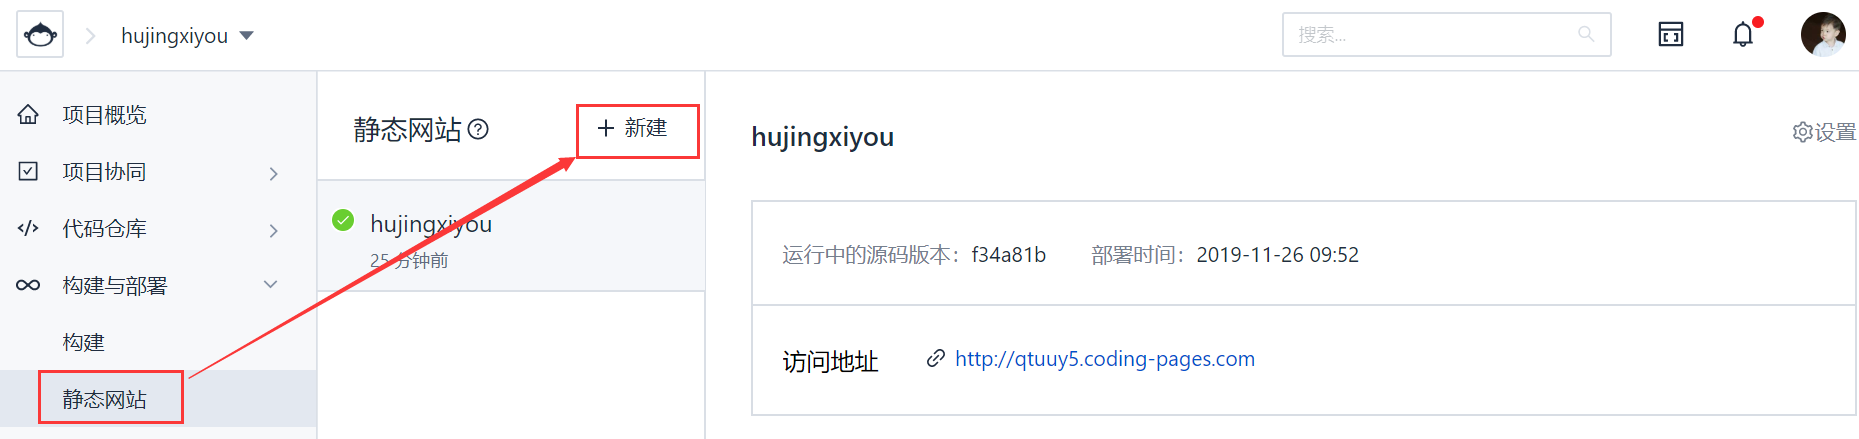 hujingxiyou
搜索...
项目概览
项目协同
代码仓库
构建与部署
构建
静态网站
静态网站
新建
hujingxiyou
25 分钟前
hujingxiyou
设置
运行中的源码版本：f34a81b 部署时间：2019-11-26 09:52
访问地址 http://qtuuy5.coding-pages.com